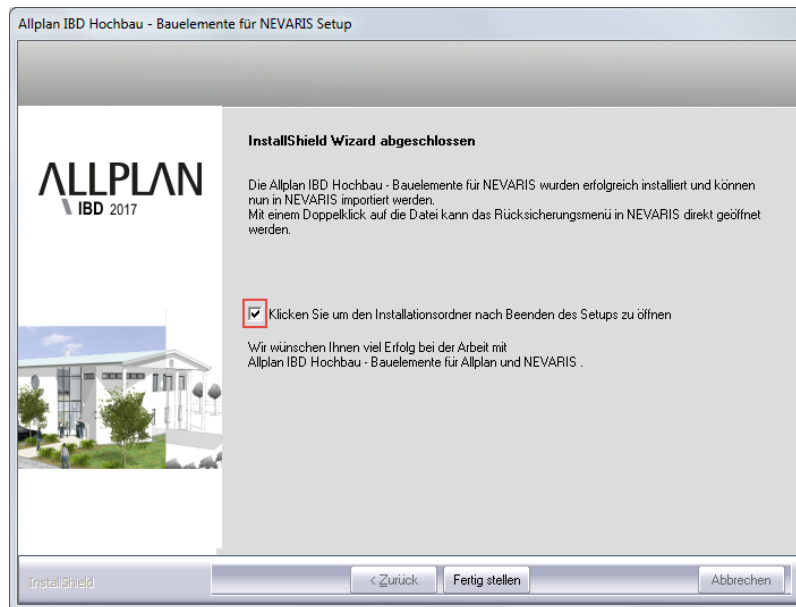 Allplan IBD Hochbau - Bauelemente für NEVARIS Setup
ALLPLAN
IBD 2017
InstallShield Wizard abgeschlossen
Die Allplan IBD Hochbau - Bauelemente für NEVARIS wurden erfolgreich installiert und können
nun in NEVARIS importiert werden.
Mit einem Doppelklick auf die Datei kann das Rücksicherungsmenü in NEVARIS direkt geöffnet
werden.
Klicken Sie um den Installationsordner nach Beenden des Setups zu öffnen
Wir wünschen Ihnen viel Erfolg bei der Arbeit mit
Allplan IBD Hochbau - Bauelemente für Allplan und NEVARIS .
InstallShield
< Zurück
Fertig stellen
Abbrechen